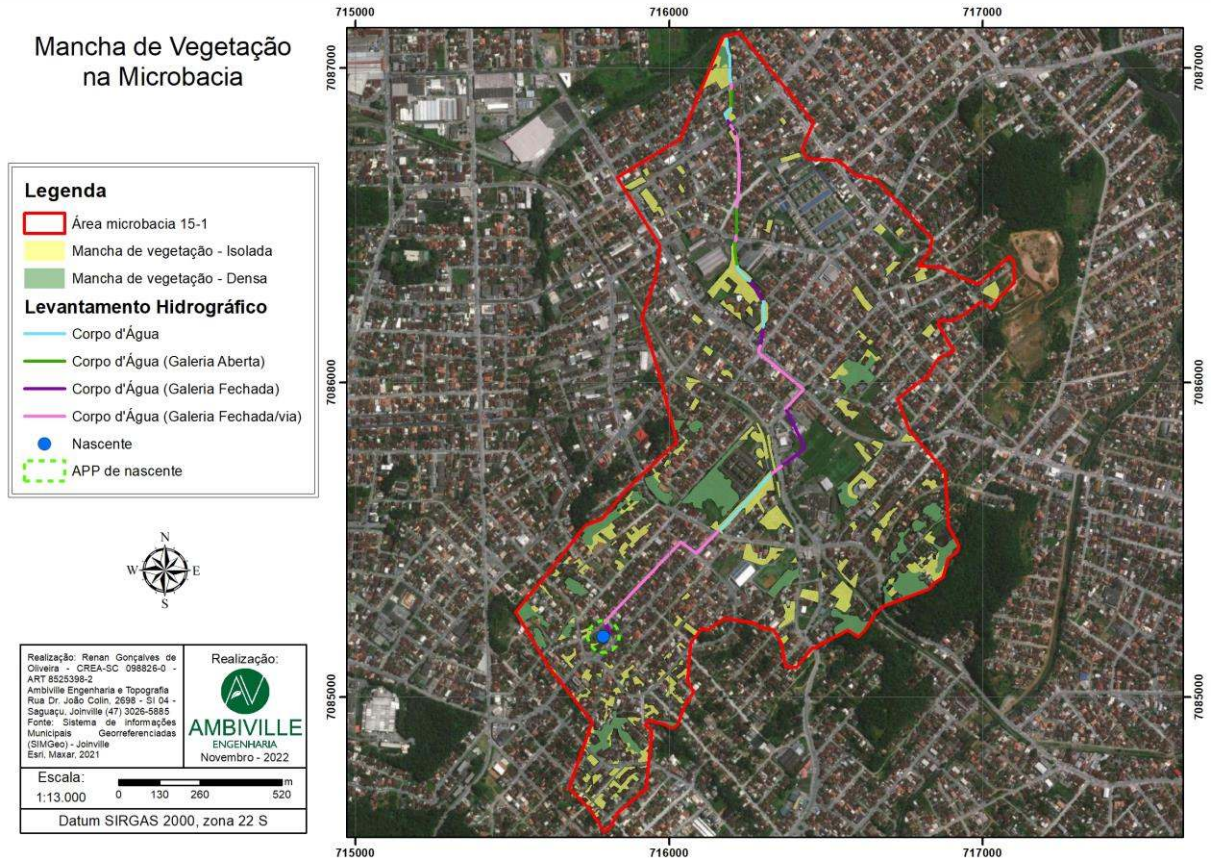 Mancha de Vegetação
na Microbacia
Legenda
Área microbacia 15-1
Mancha de vegetação - Isolada
Mancha de vegetação - Densa
Levantamento Hidrográfico
Corpo d'Água
Corpo d'Água (Galeria Aberta)
Corpo d'Água (Galeria Fechada)
Corpo d'Água (Galeria Fechada/via)
Nascente
APP de nascente
N
W
E
S
Realização: Renan Gonçalves de
Oliveira - CREA-SC 098826-0 -
ART 8525398-2
Ambiville Engenharia e Topografia
Rua Dr. João Colin, 2698 - Sl 04 -
Saguaçu, Joinville (47) 3026-5885
Fonte: Sistema de informações
Municipais Georreferenciadas
(SIMGeo) - Joinville
Esri, Maxar, 2021
Realização:
AMBIVILLE
ENGENHARIA
Novembro - 2022
Escala:
1:13.000
m
0 130 260 520
Datum SIRGAS 2000, zona 22 S
715000 716000 717000
7087000 7087000
7086000 7086000
7085000 7085000
715000 716000 717000